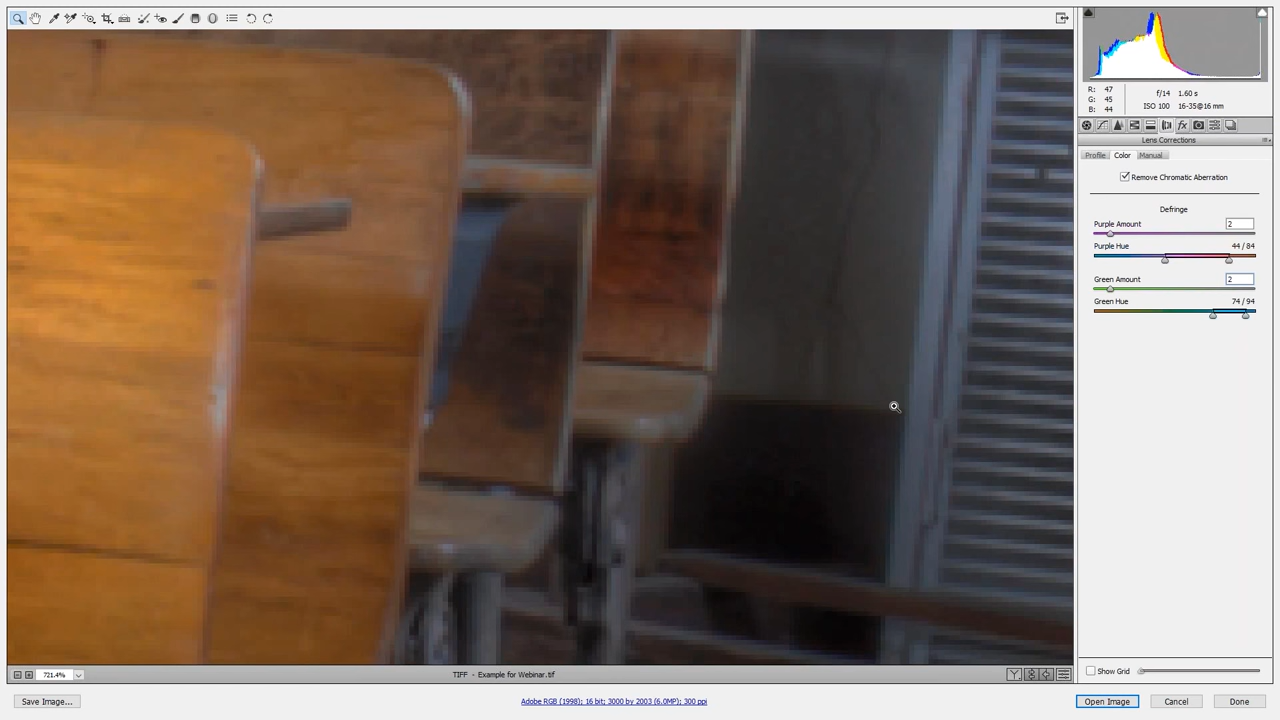 R: 47
G: 45
B: 44
f/14 1.60 s
ISO 100 16-35@16 mm
Lens Corrections
Profile Color Manual
Remove Chromatic Aberration
Defringe
Purple Amount 2
Purple Hue 44 / 84
Green Amount 2
Green Hue 74 / 94
Show Grid
721.4% TIFF - Example for Webinar.tif
Save Image... Adobe RGB (1998); 16 bit; 3000 by 2003 (6.0MP); 300 ppi Open Image Cancel Done